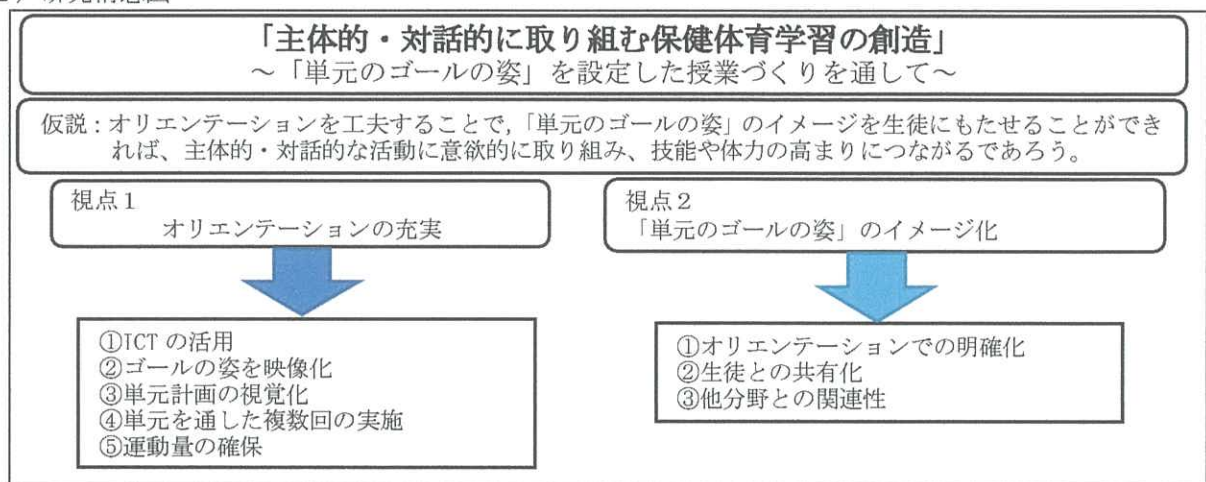 「主体的・対話的に取り組む保健体育学習の創造」
～「単元のゴールの姿」を設定した授業づくりを通して～
仮説：オリエンテーションを工夫することで,「単元のゴールの姿」のイメージを生徒にもたせることができ
れば、主体的・対話的な活動に意欲的に取り組み、技能や体力の高まりにつながるであろう。
視点１
オリエンテーションの充実
視点２
「単元のゴールの姿」のイメージ化
①ICT の活用
②ゴールの姿を映像化
③単元計画の視覚化
④単元を通した複数回の実施
⑤運動量の確保
①オリエンテーションでの明確化
②生徒との共有化
③他分野との関連性